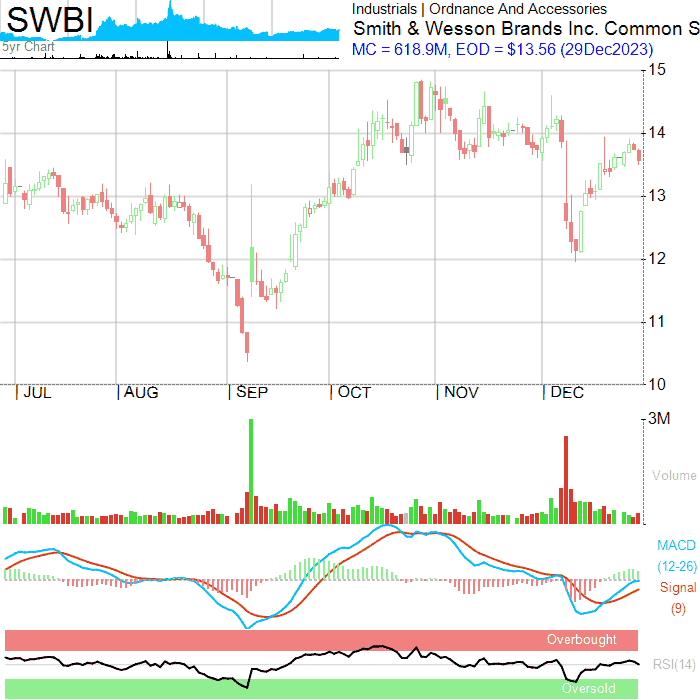 SWBI
5yr Chart
Industrials | Ordnance And Accessories
Smith & Wesson Brands Inc. Common S
MC = 618.9M, EOD = $13.56 (29Dec2023)
15
14
13
12
11
10
|JUL |AUG |SEP |OCT |NOV |DEC
3M
Volume
MACD
(12-26)
Signal
(9)
Overbought
RSI(14)
Oversold